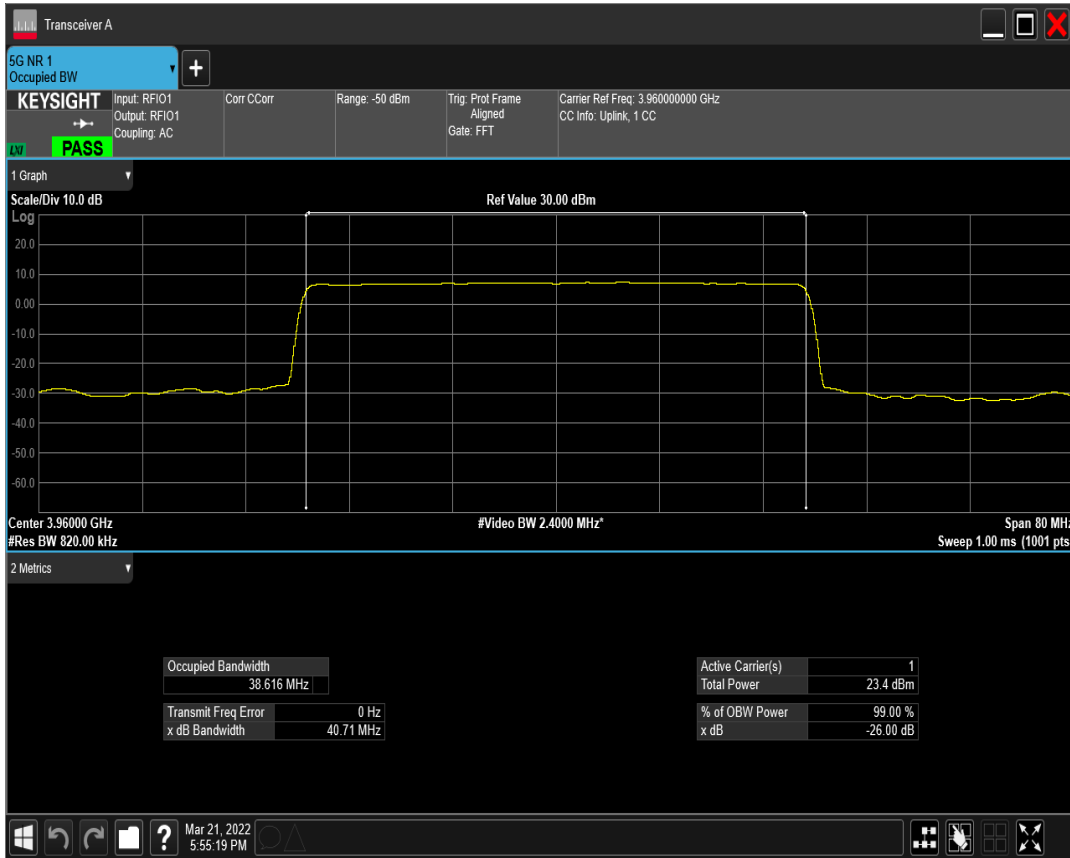 Transceiver A
5G NR 1
Occupied BW
KEYSIGHT
Input: RFIO1
Output: RFIO1
Coupling: AC
Corr CCorr
Range: -50 dBm
Trig: Prot Frame
Aligned
Gate: FFT
Carrier Ref Freq: 3.960000000 GHz
CC Info: Uplink, 1 CC
LXI
PASS
1 Graph
Scale/Div 10.0 dB
Ref Value 30.00 dBm
Log
20.0
10.0
0.00
-10.0
-20.0
-30.0
-40.0
-50.0
-60.0
Center 3.96000 GHz
#Video BW 2.4000 MHz*
Span 80 MHz
#Res BW 820.00 kHz
Sweep 1.00 ms (1001 pts
2 Metrics
Occupied Bandwidth
38.616 MHz
Transmit Freq Error 0 Hz
x dB Bandwidth 40.71 MHz
Active Carrier(s) 1
Total Power 23.4 dBm
% of OBW Power 99.00 %
x dB -26.00 dB
?
Mar 21, 2022
5:55:19 PM